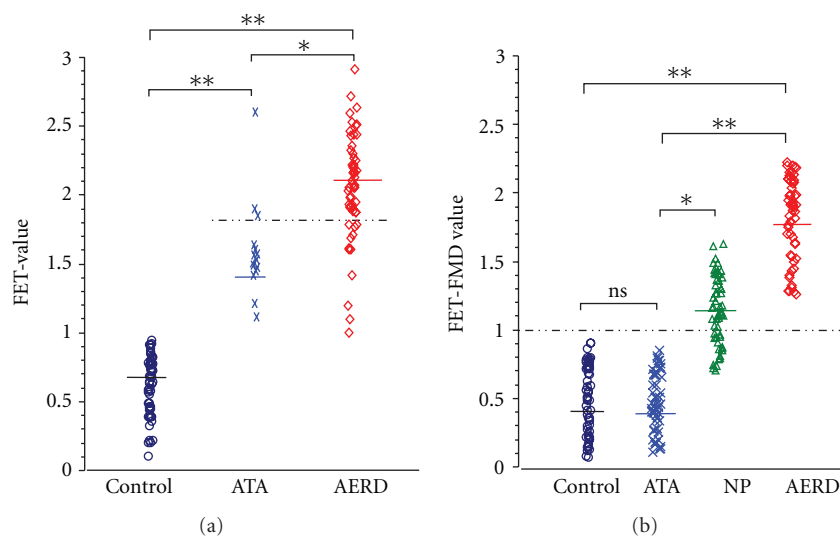 **
*
**
3
2.5
2
1.5
1
0.5
0
FET-value
Control ATA AERD
(a)
**
**
*
ns
3
2.5
2
1.5
1
0.5
0
FET-FMD value
Control ATA NP AERD
(b)